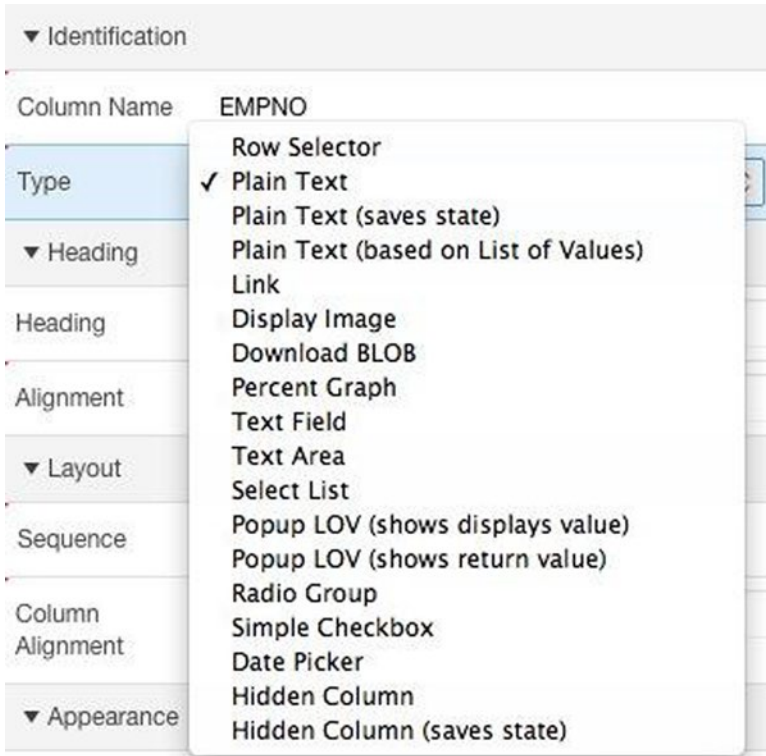 ▼ Identification
Column Name EMPNO
Type
▼ Heading
Heading
Alignment
▼ Layout
Sequence
Column
Alignment
▼ Appearance
Row Selector
✓ Plain Text
Plain Text (saves state)
Plain Text (based on List of Values)
Link
Display Image
Download BLOB
Percent Graph
Text Field
Text Area
Select List
Popup LOV (shows displays value)
Popup LOV (shows return value)
Radio Group
Simple Checkbox
Date Picker
Hidden Column
Hidden Column (saves state)